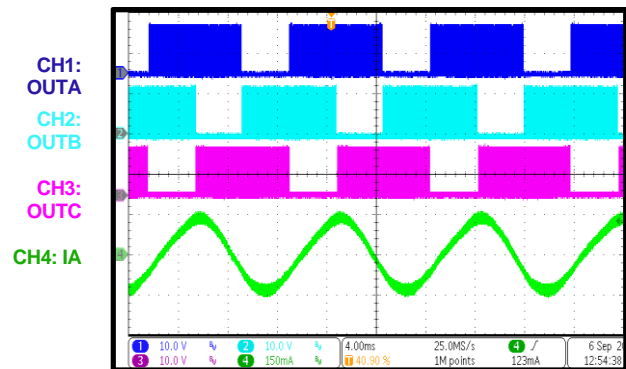 CH1:
OUTA
CH2:
OUTB
CH3:
OUTC
CH4: IA
T
1
2
3
4
1 10.0 V 2 10.0 V
3 10.0 V 4 150mA
4.00ms 25.0MS/s 4
T 40.90 % 1M points 123mA
6 Sep 20
12:54:38